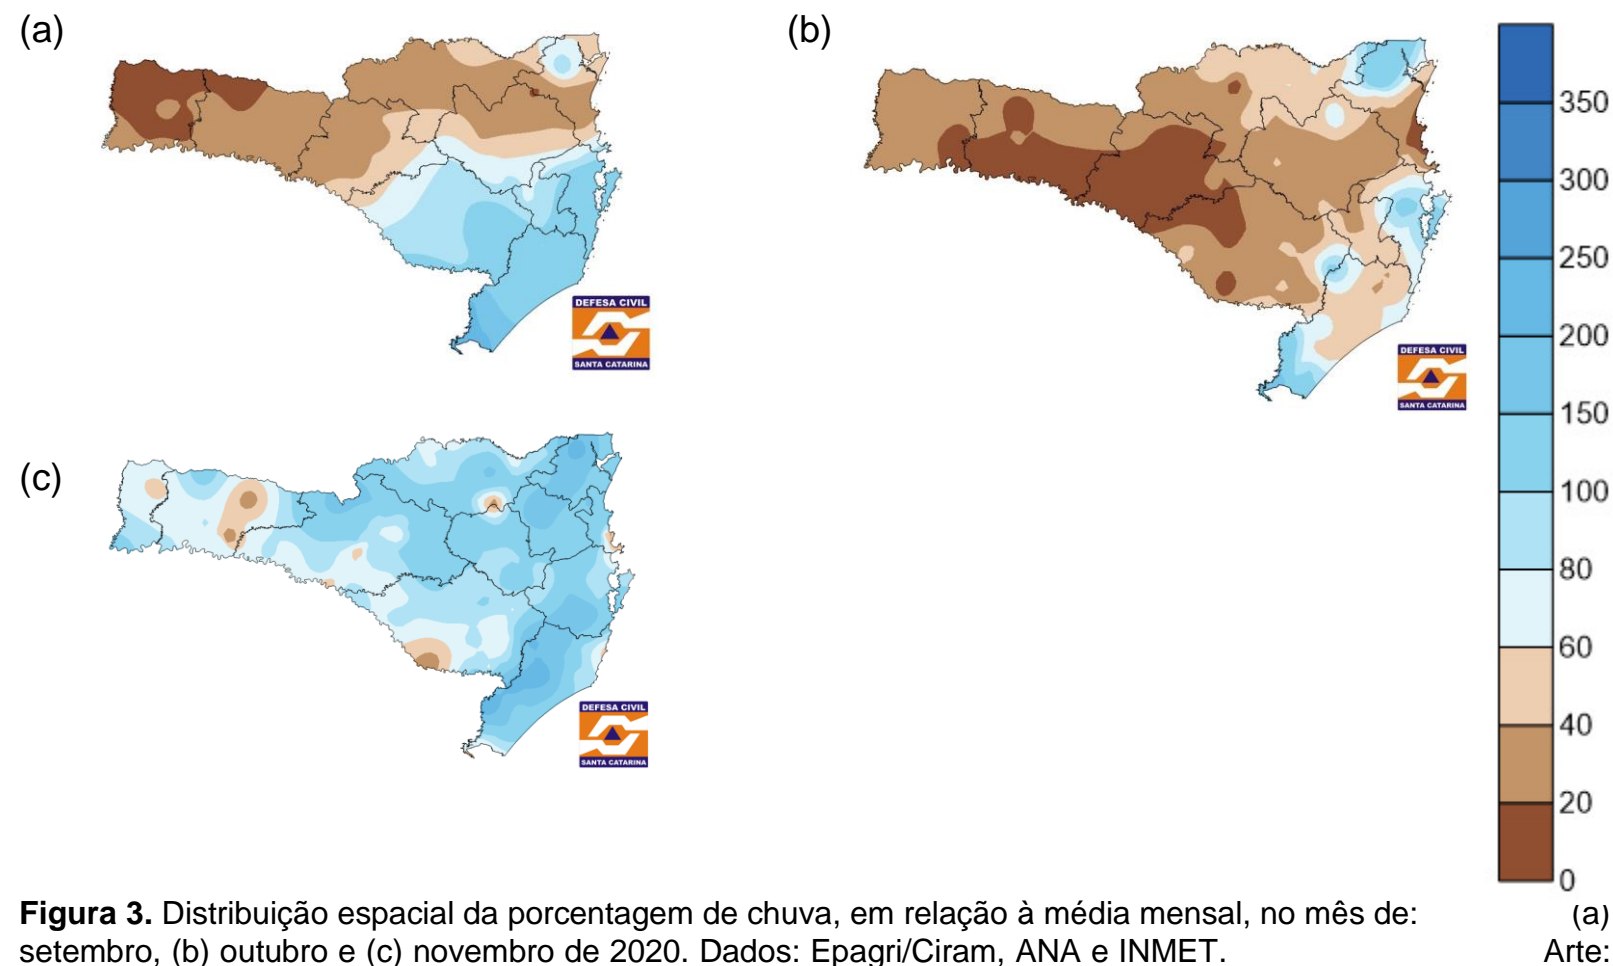 (a)
(b)
DEFESA CIVIL
SANTA CATARINA
DEFESA CIVIL
SANTA CATARINA
(c)
DEFESA CIVIL
SANTA CATARINA
350
300
250
200
150
100
80
60
40
20
0
Figura 3. Distribuição espacial da porcentagem de chuva, em relação à média mensal, no mês de: (a)
setembro, (b) outubro e (c) novembro de 2020. Dados: Epagri/Ciram, ANA e INMET. Arte: